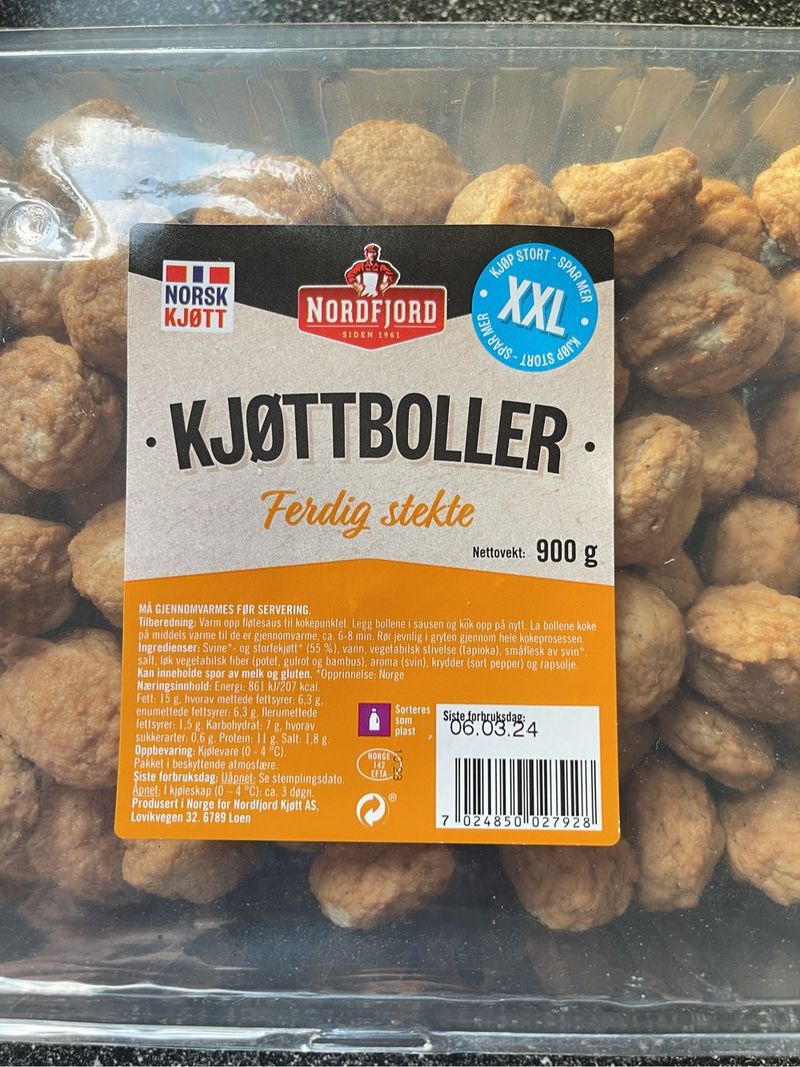 NORSK
KJØTT
NORDFJORD
SIDEN 1961
KJØP STORT - SPAR MER • KJØP STORT - SPAR MER •
XXL
• KJØTTBOLLER •
Ferdig stekte
Nettovekt: 900 g
MÅ GJENNOMVARMES FØR SERVERING.
Tilberedning: Varm opp fløtesaus til kokepunktet. Legg bollene i sausen og kok opp på nytt. La bollene koke
på middels varme til de er gjennomvarme, ca. 6-8 min. Rør jevnlig i gryten gjennom hele kokeprosessen.
Ingredienser: Svine*- og storfekjøtt* (55 %), vann, vegetabilsk stivelse (tapioka), småflesk av svin*,
salt, løk vegetabilsk fiber (potet, gulrot og bambus), aroma (svin), krydder (sort pepper) og rapsolje.
Kan inneholde spor av melk og gluten. *Opprinnelse: Norge
Næringsinnhold: Energi: 861 kJ/207 kcal.
Fett: 15 g, hvorav mettede fettsyrer: 6,3 g,
enumettede fettsyrer: 6,3 g, flerumettede
fettsyrer: 1,5 g. Karbohydrat: 7 g, hvorav
sukkerarter: 0,6 g. Protein: 11 g. Salt: 1,8 g.
Oppbevaring: Kjølevare (0 - 4 °C).
Pakket i beskyttende atmosfære.
Siste forbruksdag: Uåpnet: Se stemplingsdato.
Åpnet: I kjøleskap (0 – 4 °C): ca. 3 døgn.
Produsert i Norge for Nordfjord Kjøtt AS,
Lovikvegen 32. 6789 Loen
Sorteres
som
plast
NORGE
142
EFTA
10723
®
Siste forbruksdag:
06.03.24
7 024850 027928